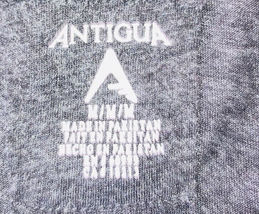 ANTIGUA
M/M/M
MADE IN PAKISTAN
FAIT EN PAKISTAN
HECHO EN PAKISTAN